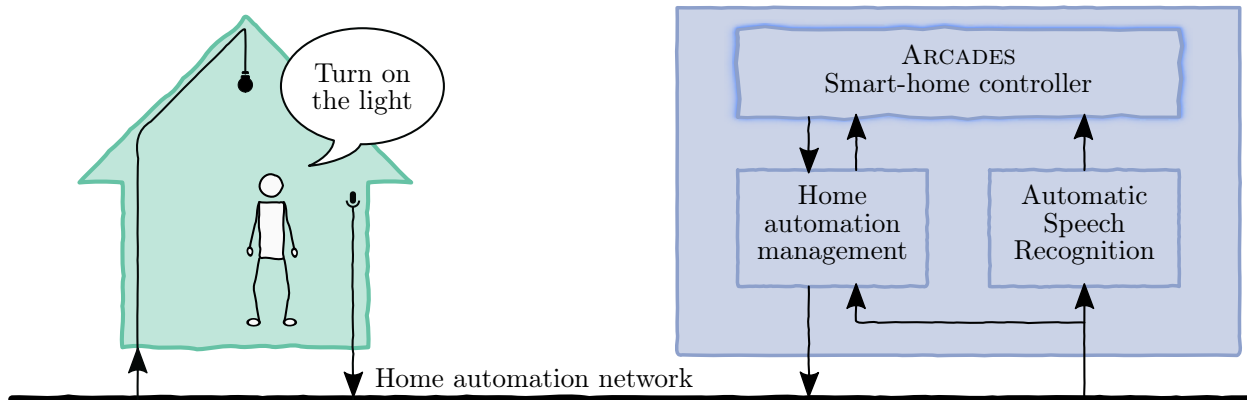 Turn on
the light
ARCADES
Smart-home controller
Home
automation
management
Automatic
Speech
Recognition
Home automation network